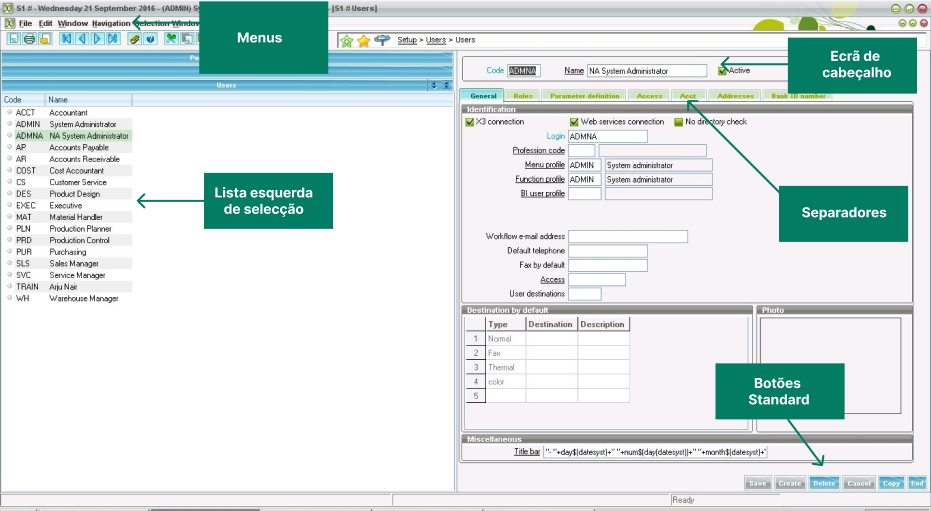 S1 # - Wednesday 21 September 2016 - (ADMIN) [S1 # Users]
File Edit Window Navigation Selection Window
Menus
Setup > Users > Users
Ecrã de
cabeçalho
Code ADMNA Name NA System Administrator Active
Users
Code Name
ACCT Accountant
ADMIN System Administrator
ADMNA NA System Administrator
AP Accounts Payable
AR Accounts Receivable
COST Cost Accountant
CS Customer Service
DES Product Design
EXEC Executive
MAT Material Handler
PLN Production Planner
PRD Production Control
PUR Purchasing
SLS Sales Manager
SVC Service Manager
TRAIN Arju Nair
WH Warehouse Manager
Lista esquerda
de selecção
General Roles Parameter definition Access Acct Addresses Bank ID number
Identification
X3 connection Web services connection No directory check
Login ADMNA
Profession code
Menu profile ADMIN System administrator
Function profile ADMIN System administrator
BI user profile
Separadores
Workflow e-mail address
Default telephone
Fax by default
Access
User destinations
Destination by default
Type Destination Description
1 Normal
2 Fax
3 Thermal
4 color
5
Photo
Botões
Standard
Miscellaneous
Title bar "- "+day$(datesyst)+" "+num$(day(datesyst))+" "+month$(datesyst)+"
Save Create Delete Cancel Copy End
Ready